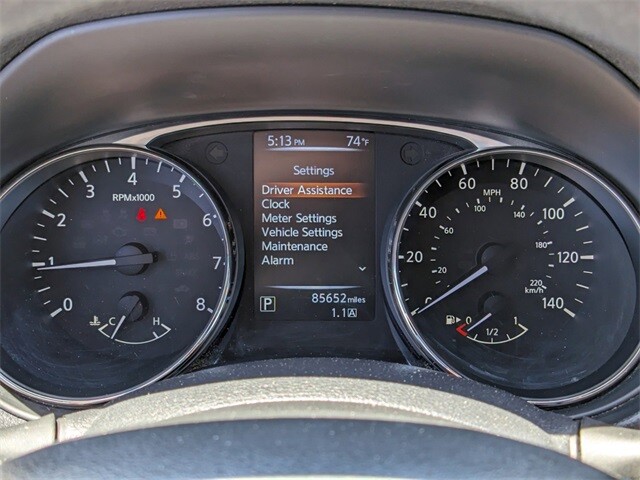 5:13 PM 74°F
Settings
Driver Assistance
Clock
Meter Settings
Vehicle Settings
Maintenance
Alarm
P 85652 miles
1.1 A
RPMx1000
0 1 2 3 4 5 6 7 8
C H
MPH
0 20 40 60 80 100 120 140
20 60 100 140 180 220
km/h
0 1/2 1